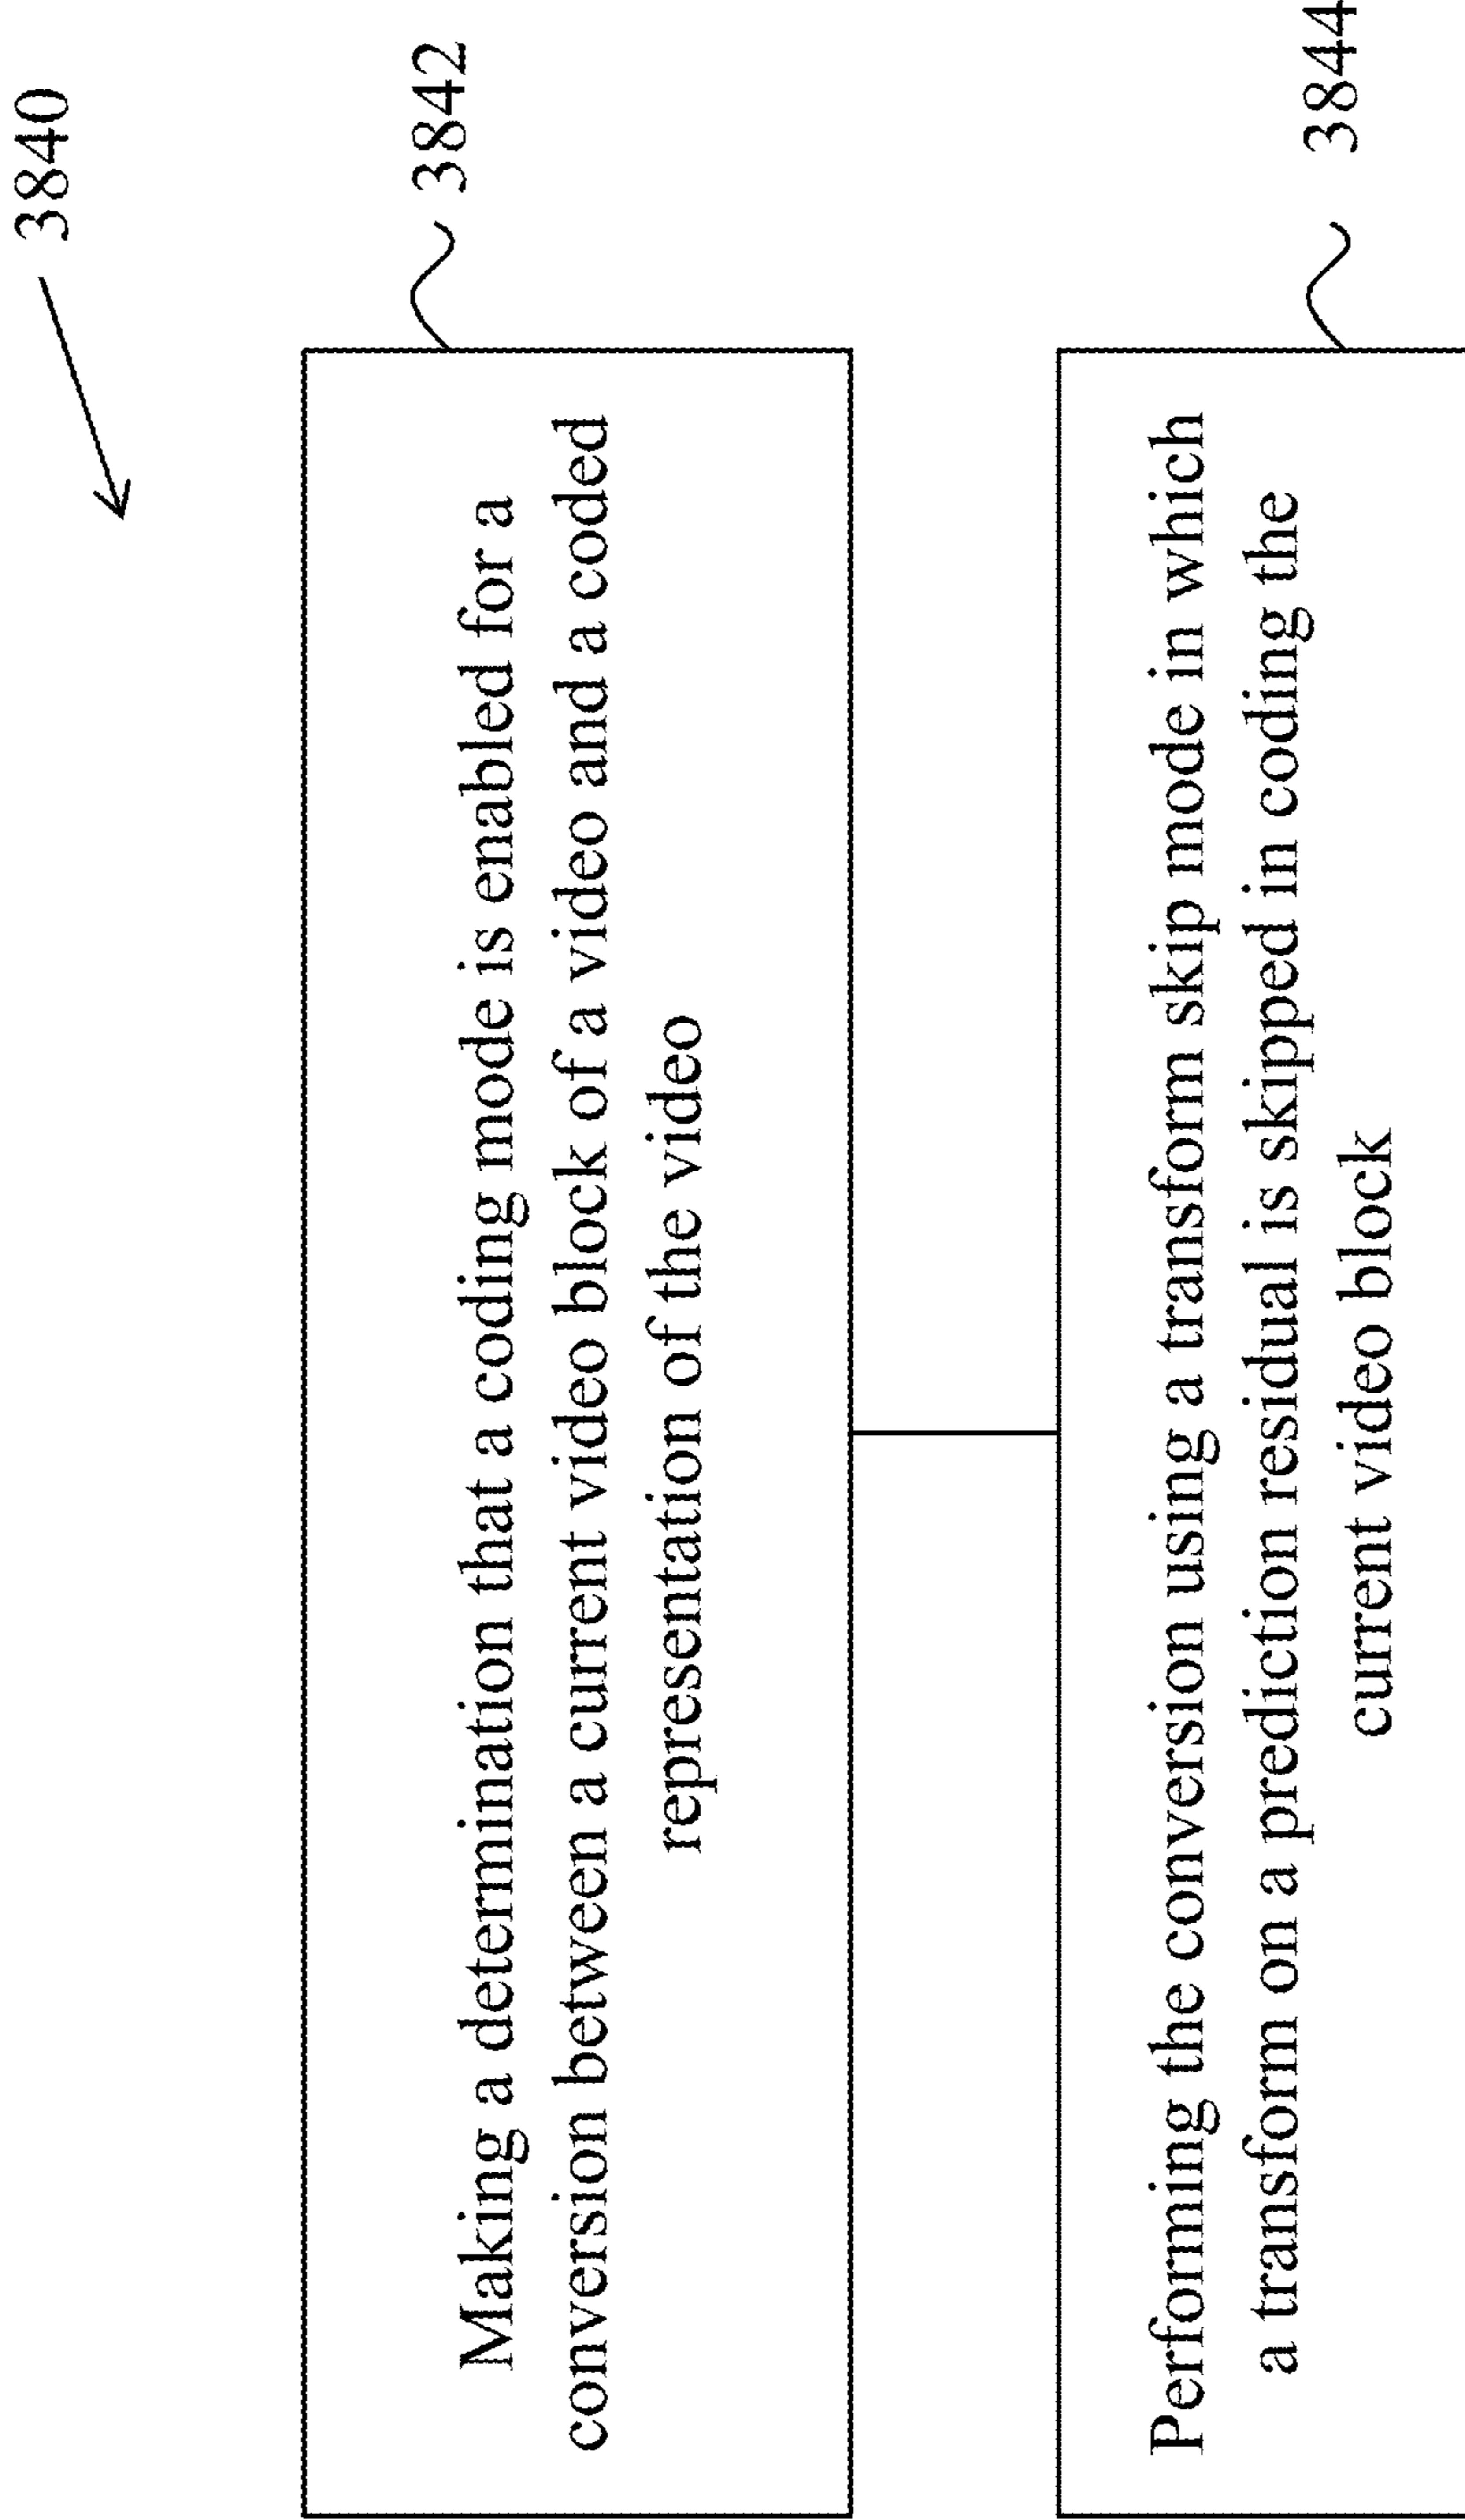 3840
3842
Making a determination that a coding mode is enabled for a
conversion between a current video block of a video and a coded
representation of the video
3844
Performing the conversion using a transform skip mode in which
a transform on a prediction residual is skipped in coding the
current video block